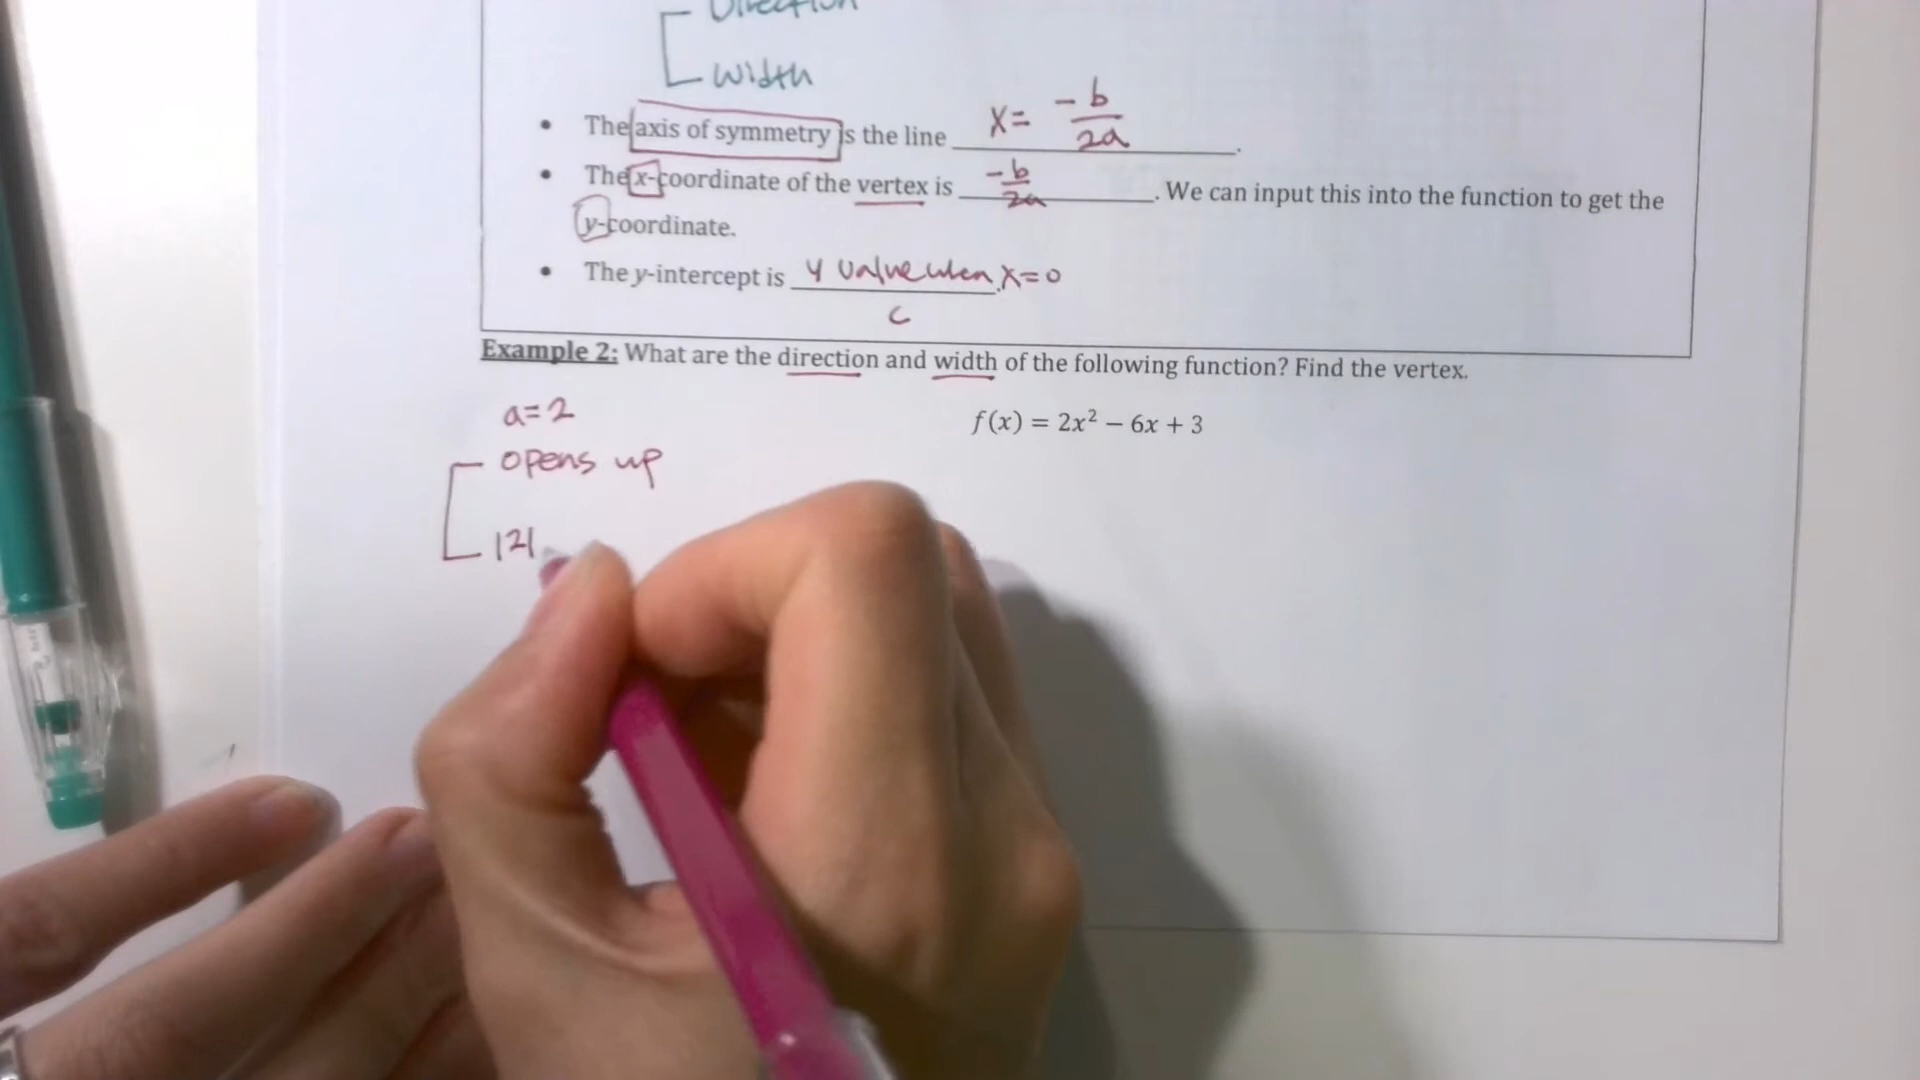 Direction
Width
• The axis of symmetry is the line x = -b/2a.
• The x-coordinate of the vertex is -b/2a. We can input this into the function to get the
y-coordinate.
• The y-intercept is y value when x=0.
c
Example 2: What are the direction and width of the following function? Find the vertex.
a=2
f(x) = 2x² − 6x + 3
opens up
|2|